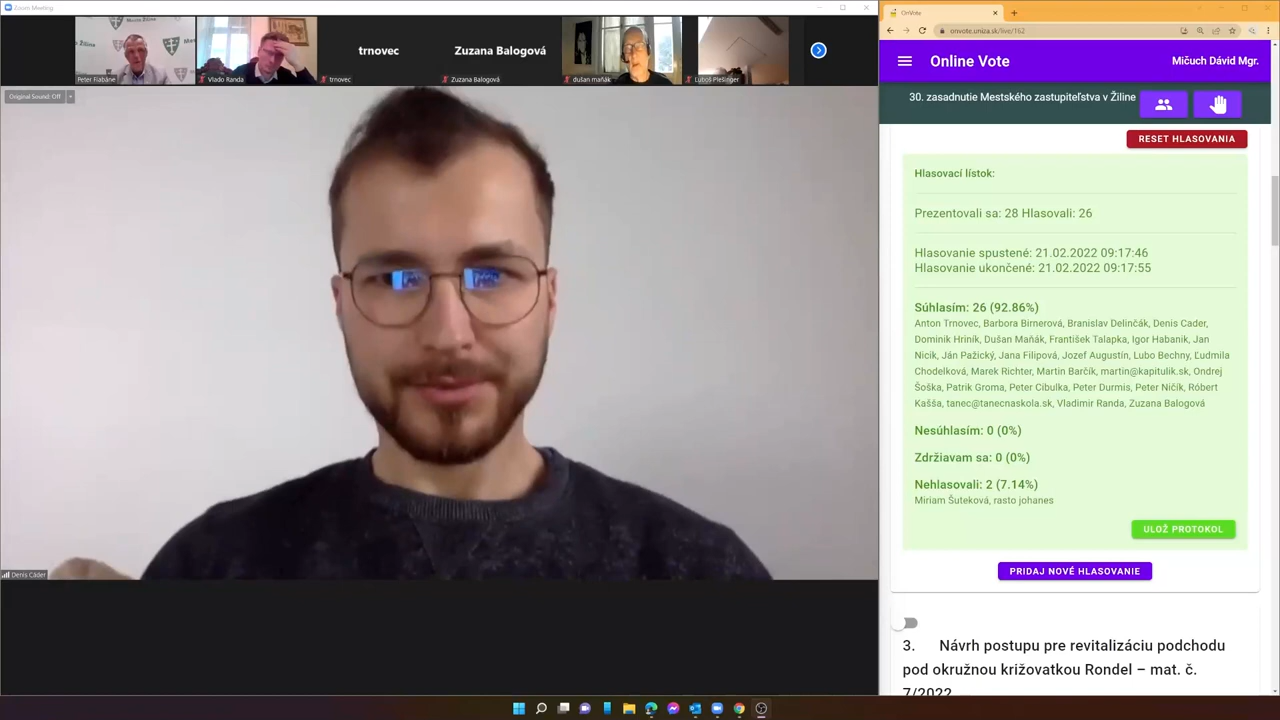 Zoom Meeting
Peter Fiabáne
Vlado Randa
trnovec
trnovec
Zuzana Balogová
Zuzana Balogová
dušan maňák
Ľuboš Plešinger
Original Sound: Off
Denis Cáder
OnVote
onvote.uniza.sk/live/162
Online Vote
Mičuch Dávid Mgr.
30. zasadnutie Mestského zastupiteľstva v Žiline
RESET HLASOVANIA
Hlasovací lístok:
Prezentovali sa: 28 Hlasovali: 26
Hlasovanie spustené: 21.02.2022 09:17:46
Hlasovanie ukončené: 21.02.2022 09:17:55
Súhlasím: 26 (92.86%)
Anton Trnovec, Barbora Birnerová, Branislav Delinčák, Denis Cader,
Dominik Hriník, Dušan Maňák, František Talapka, Igor Habanik, Jan
Nicik, Ján Pažický, Jana Filipová, Jozef Augustín, Lubo Bechny, Ľudmila
Chodelková, Marek Richter, Martin Barčík, martin@kapitulik.sk, Ondrej
Šoška, Patrik Groma, Peter Cibulka, Peter Durmis, Peter Ničík, Róbert
Kašša, tanec@tanecnaskola.sk, Vladimir Randa, Zuzana Balogová
Nesúhlasím: 0 (0%)
Zdržiavam sa: 0 (0%)
Nehlasovali: 2 (7.14%)
Miriam Šuteková, rasto johanes
ULOŽ PROTOKOL
PRIDAJ NOVÉ HLASOVANIE
3. Návrh postupu pre revitalizáciu podchodu
pod okružnou križovatkou Rondel – mat. č.
7/2022